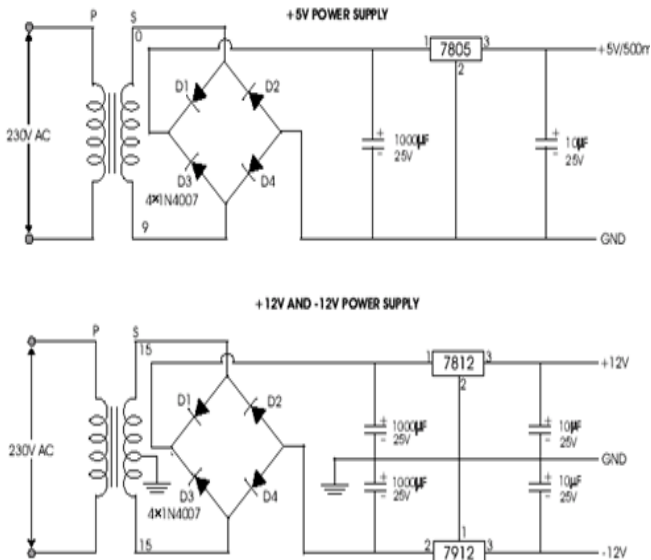 +5V POWER SUPPLY
P S
0
1 7805 3
+5V/500m
2
D1 D2
230V AC
1000µF
25V
10µF
25V
D3 D4
4×1N4007
9
GND
+12V AND -12V POWER SUPPLY
P S
15
1 7812 3
+12V
2
D1 D2
1000µF
25V
10µF
25V
230V AC
GND
1000µF
25V
10µF
25V
D3 D4
4×1N4007
15
1
2 7912 3
-12V